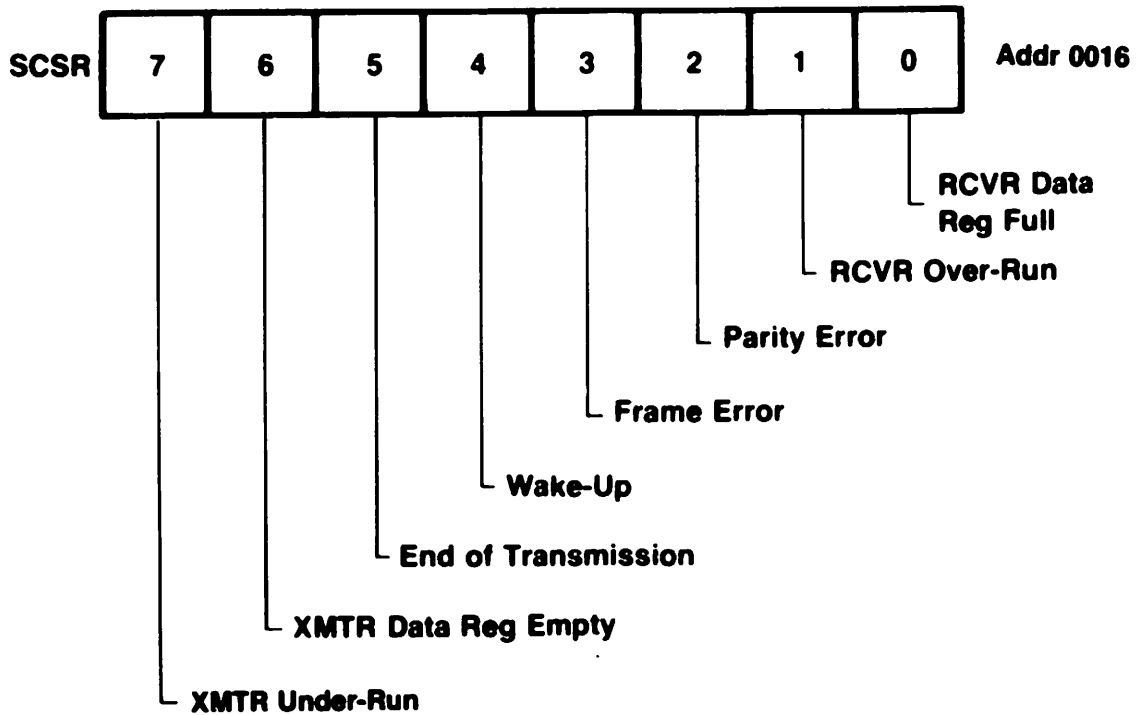 SCSR 7 6 5 4 3 2 1 0 Addr 0016
RCVR Data
Reg Full
RCVR Over-Run
Parity Error
Frame Error
Wake-Up
End of Transmission
XMTR Data Reg Empty
XMTR Under-Run